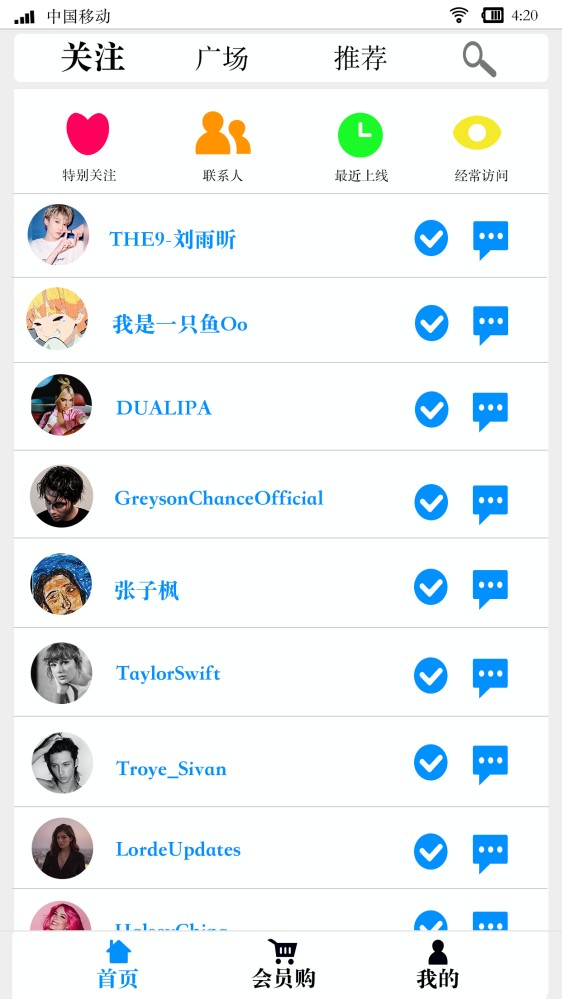 中国移动
4:20
关注 广场 推荐
特别关注 联系人 最近上线 经常访问
THE9-刘雨昕
我是一只鱼Oo
DUALIPA
GreysonChanceOfficial
张子枫
TaylorSwift
Troye_Sivan
LordeUpdates
HalseyChina
首页 会员购 我的